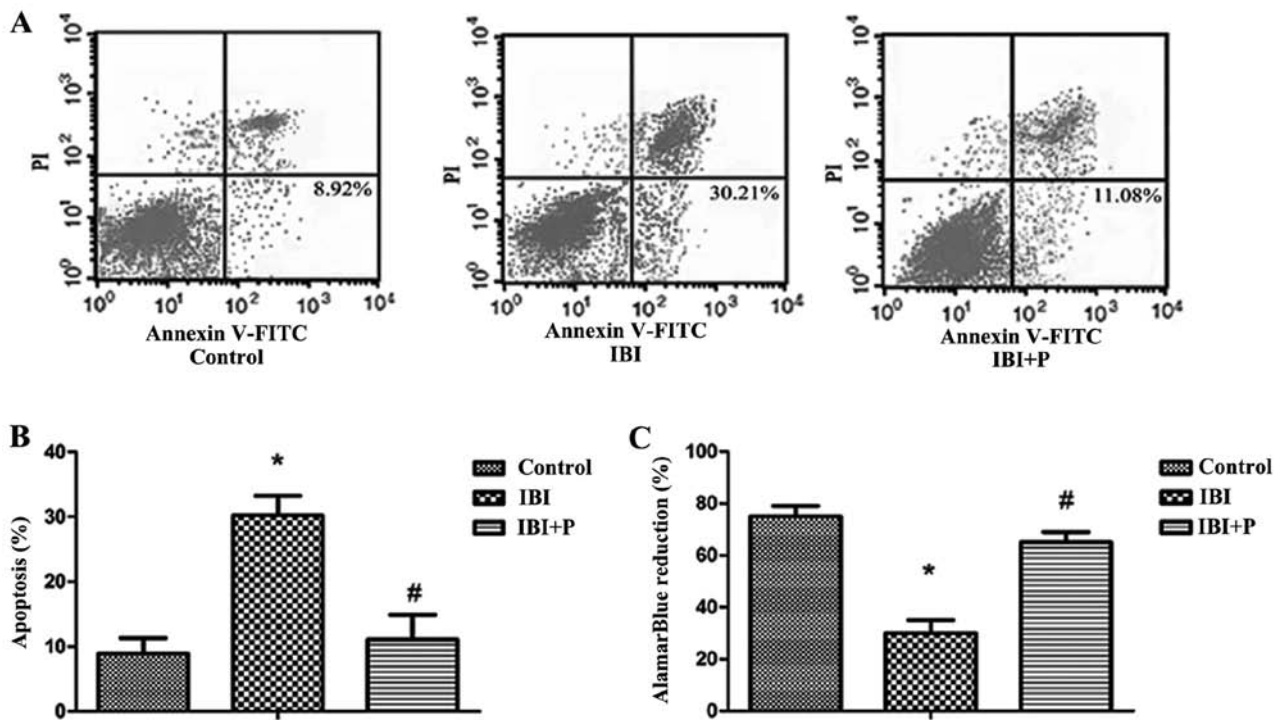 A
10⁴
10³
10²
10¹
10⁰
PI
8.92%
10⁰ 10¹ 10² 10³ 10⁴
Annexin V-FITC
Control
10⁴
10³
10²
10¹
10⁰
PI
30.21%
10⁰ 10¹ 10² 10³ 10⁴
Annexin V-FITC
IBI
10⁴
10³
10²
10¹
10⁰
PI
11.08%
10⁰ 10¹ 10² 10³ 10⁴
Annexin V-FITC
IBI+P
B
40
30
20
10
0
Apoptosis (%)
*
#
Control
IBI
IBI+P
C
100
80
60
40
20
0
AlamarBlue reduction (%)
*
#
Control
IBI
IBI+P